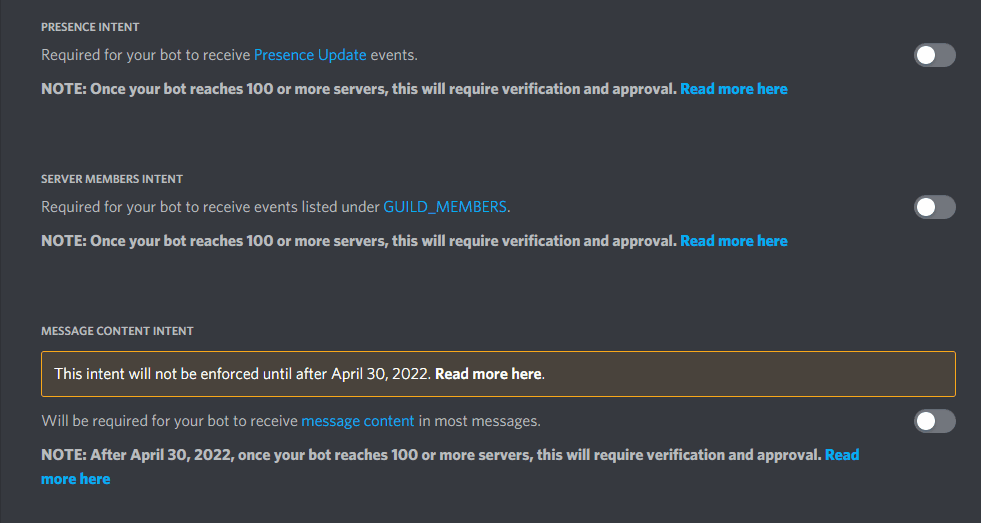 PRESENCE INTENT
Required for your bot to receive Presence Update events.
NOTE: Once your bot reaches 100 or more servers, this will require verification and approval. Read more here
SERVER MEMBERS INTENT
Required for your bot to receive events listed under GUILD_MEMBERS.
NOTE: Once your bot reaches 100 or more servers, this will require verification and approval. Read more here
MESSAGE CONTENT INTENT
This intent will not be enforced until after April 30, 2022. Read more here.
Will be required for your bot to receive message content in most messages.
NOTE: After April 30, 2022, once your bot reaches 100 or more servers, this will require verification and approval. Read
more here